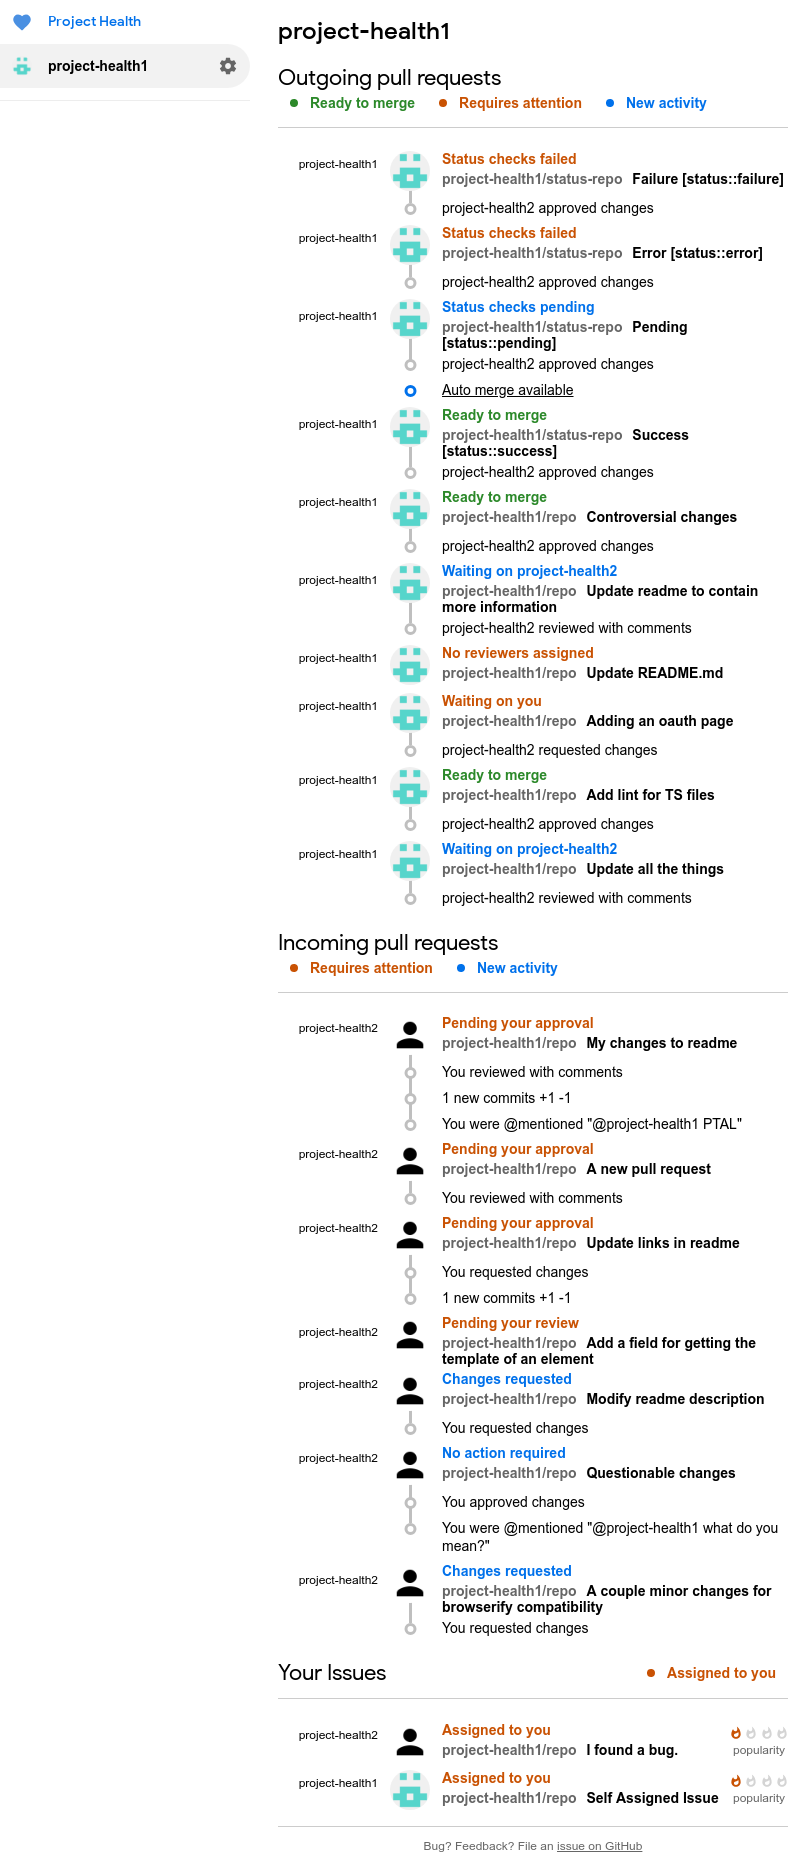 Project Health
project-health1
project-health1
Outgoing pull requests
Ready to merge Requires attention New activity
project-health1
Status checks failed
project-health1/status-repo Failure [status::failure]
project-health2 approved changes
project-health1
Status checks failed
project-health1/status-repo Error [status::error]
project-health2 approved changes
project-health1
Status checks pending
project-health1/status-repo Pending
[status::pending]
project-health2 approved changes
Auto merge available
project-health1
Ready to merge
project-health1/status-repo Success
[status::success]
project-health2 approved changes
project-health1
Ready to merge
project-health1/repo Controversial changes
project-health2 approved changes
project-health1
Waiting on project-health2
project-health1/repo Update readme to contain
more information
project-health2 reviewed with comments
project-health1
No reviewers assigned
project-health1/repo Update README.md
project-health1
Waiting on you
project-health1/repo Adding an oauth page
project-health2 requested changes
project-health1
Ready to merge
project-health1/repo Add lint for TS files
project-health2 approved changes
project-health1
Waiting on project-health2
project-health1/repo Update all the things
project-health2 reviewed with comments
Incoming pull requests
Requires attention New activity
project-health2
Pending your approval
project-health1/repo My changes to readme
You reviewed with comments
1 new commits +1 -1
You were @mentioned "@project-health1 PTAL"
project-health2
Pending your approval
project-health1/repo A new pull request
You reviewed with comments
project-health2
Pending your approval
project-health1/repo Update links in readme
You requested changes
1 new commits +1 -1
project-health2
Pending your review
project-health1/repo Add a field for getting the
template of an element
project-health2
Changes requested
project-health1/repo Modify readme description
You requested changes
project-health2
No action required
project-health1/repo Questionable changes
You approved changes
You were @mentioned "@project-health1 what do you
mean?"
project-health2
Changes requested
project-health1/repo A couple minor changes for
browserify compatibility
You requested changes
Your Issues
Assigned to you
project-health2
Assigned to you
project-health1/repo I found a bug.
popularity
project-health1
Assigned to you
project-health1/repo Self Assigned Issue
popularity
Bug? Feedback? File an issue on GitHub